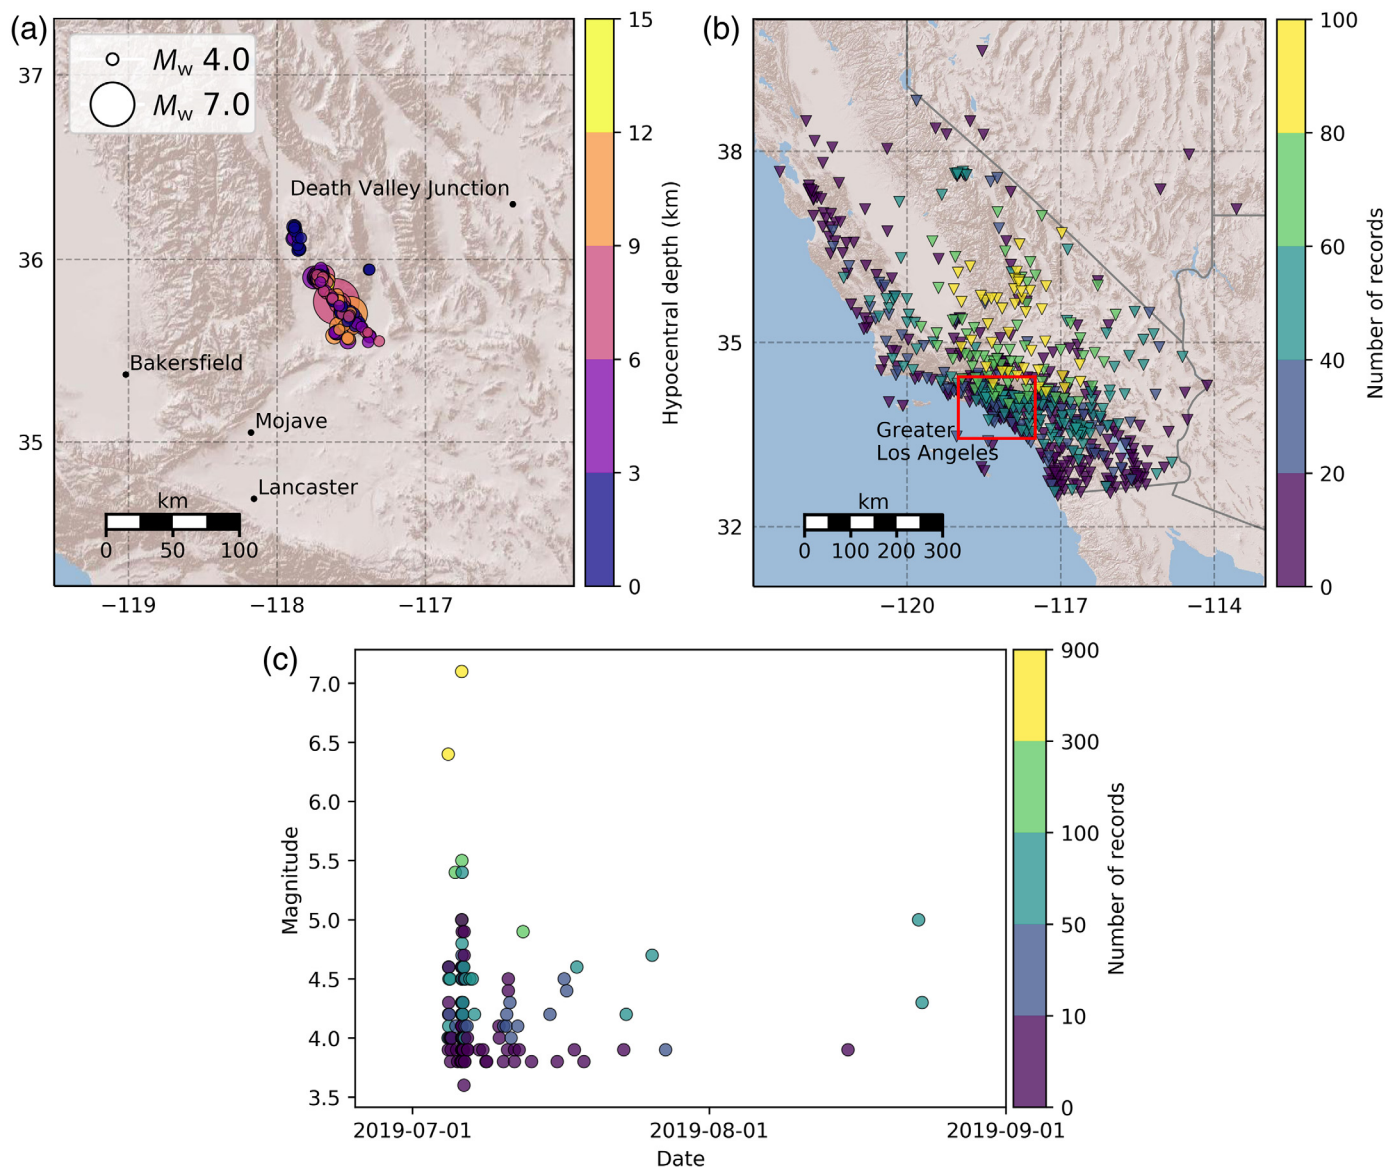 (a)
Mw 4.0
Mw 7.0
37
36
35
Death Valley Junction
Bakersfield
Mojave
Lancaster
km
0 50 100
−119 −118 −117
15
12
9
6
3
0
Hypocentral depth (km)
(b)
38
35
32
Greater
Los Angeles
km
0 100 200 300
−120 −117 −114
100
80
60
40
20
0
Number of records
(c)
7.0
6.5
6.0
5.5
5.0
4.5
4.0
3.5
Magnitude
2019-07-01 2019-08-01 2019-09-01
Date
900
300
100
50
10
0
Number of records